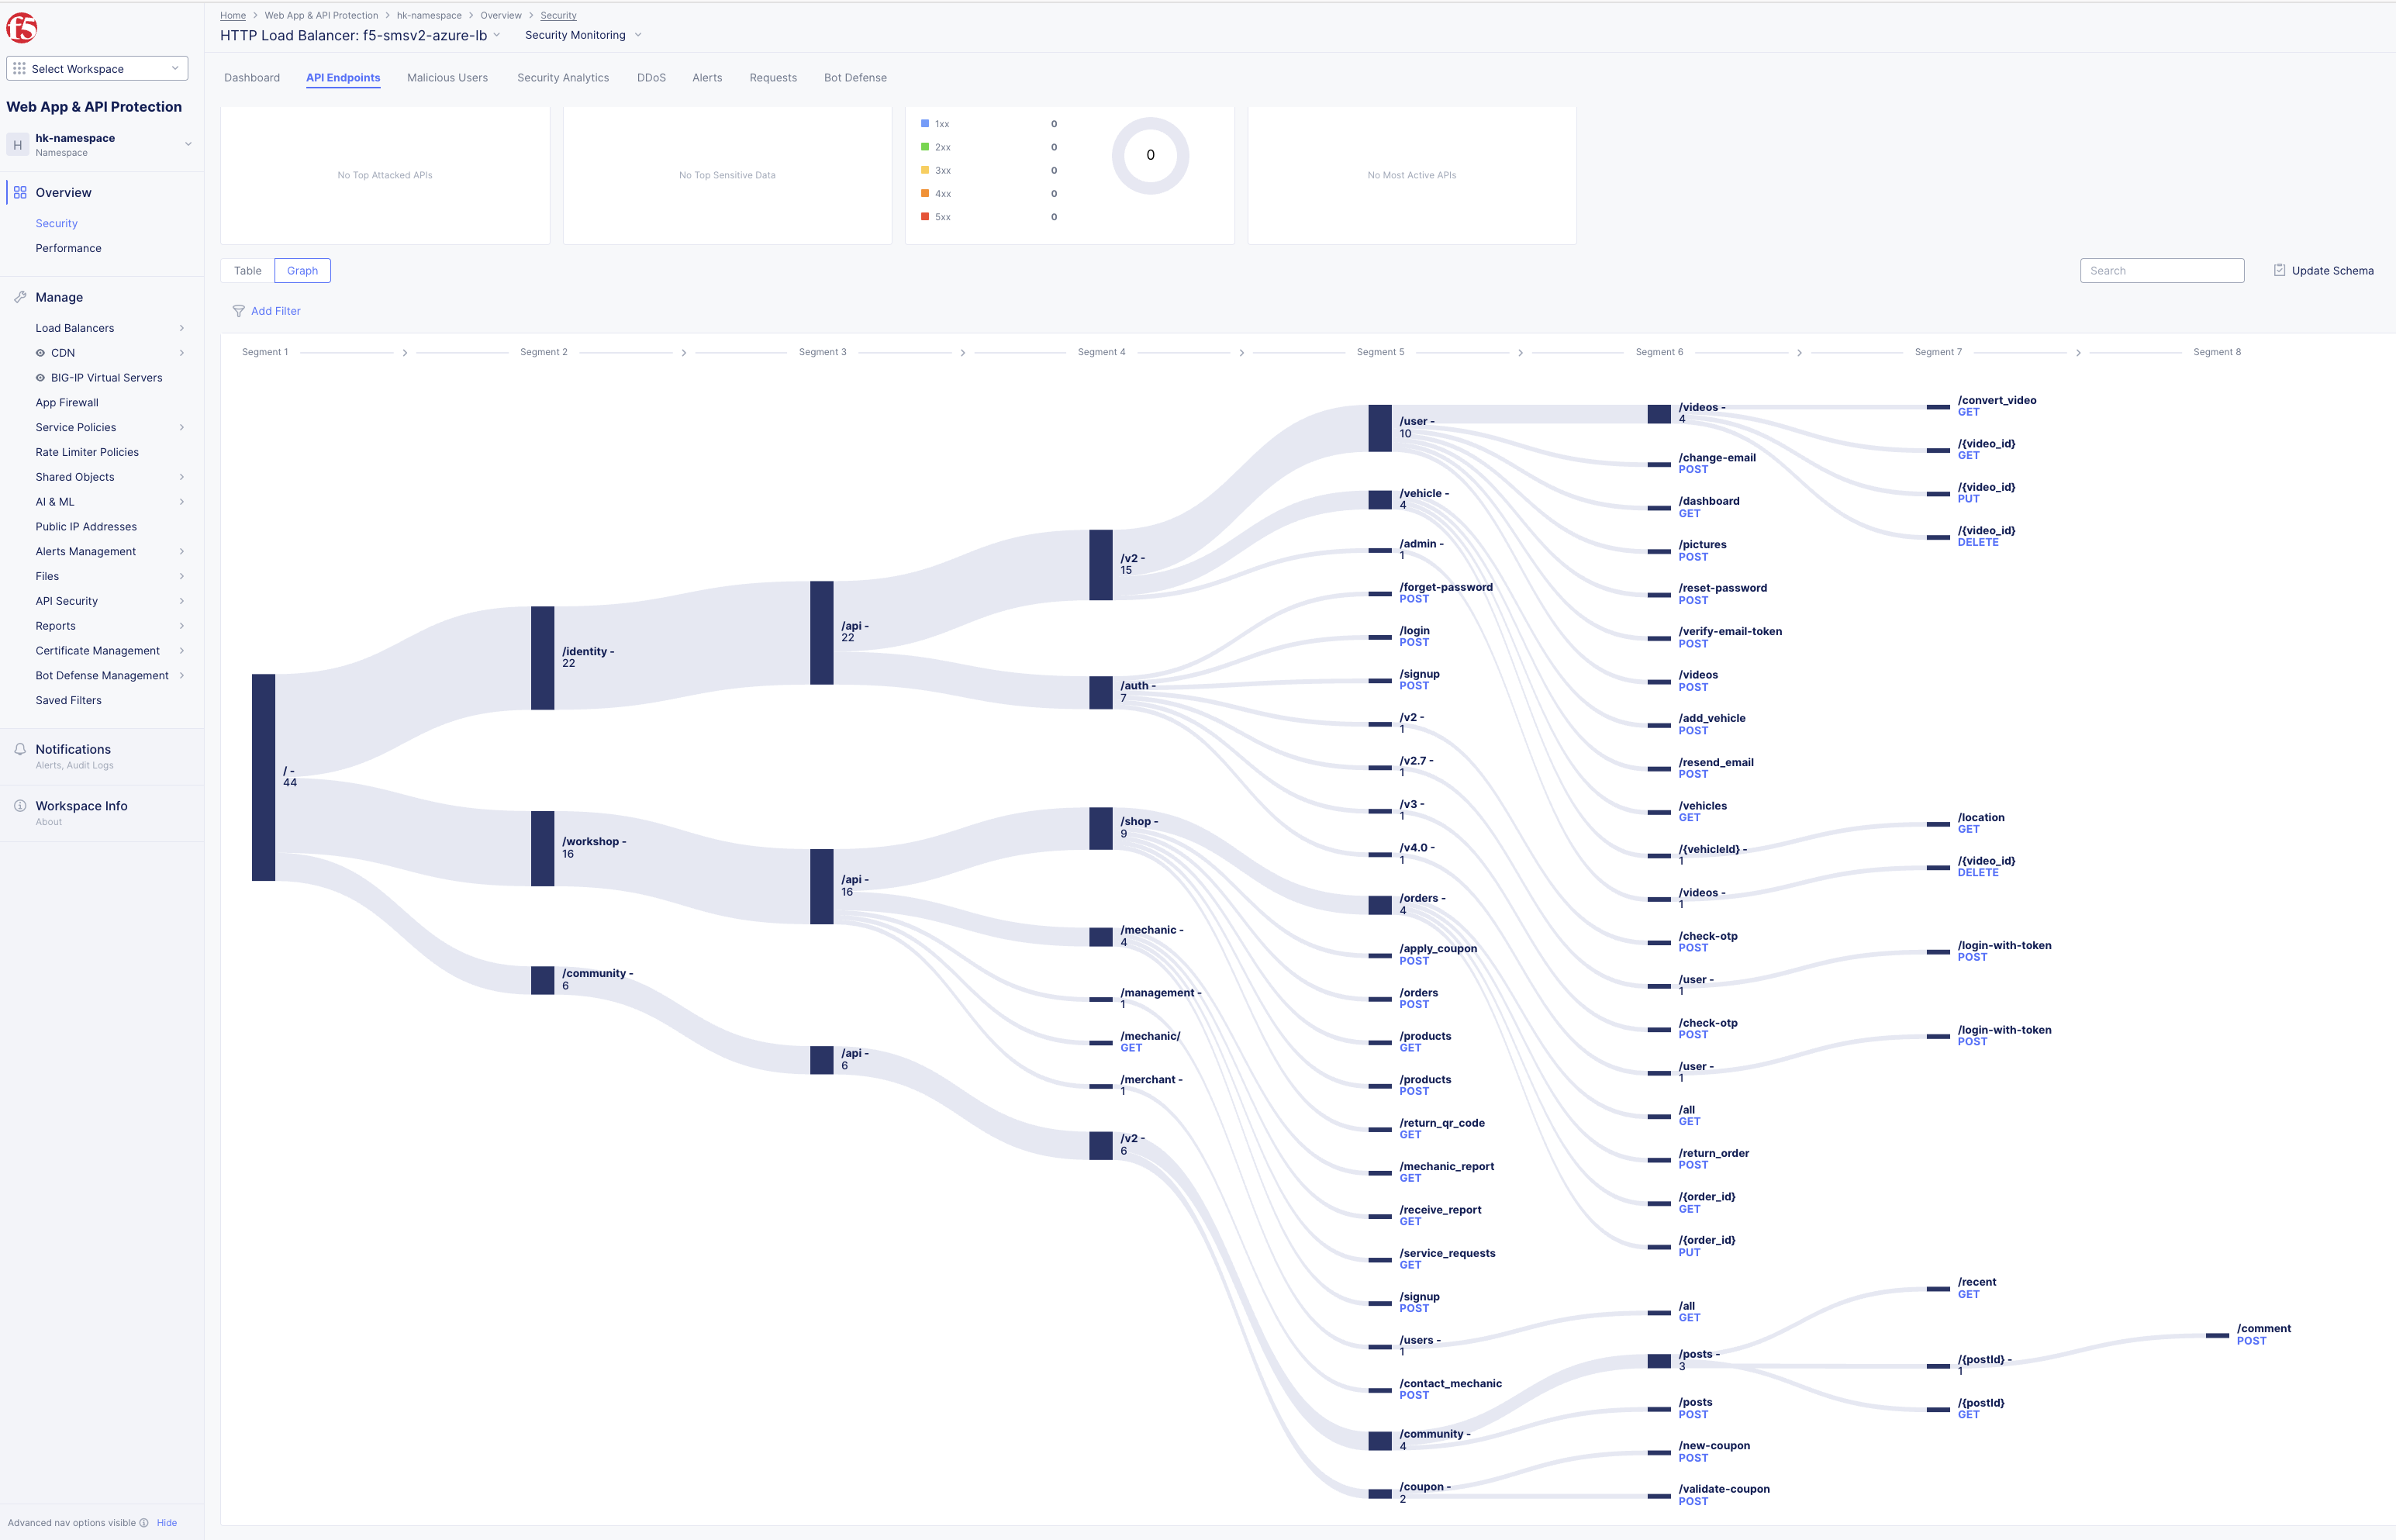 f5
Select Workspace
Web App & API Protection
H
hk-namespace
Namespace
Overview
Security
Performance
Manage
Load Balancers
CDN
BIG-IP Virtual Servers
App Firewall
Service Policies
Rate Limiter Policies
Shared Objects
AI & ML
Public IP Addresses
Alerts Management
Files
API Security
Reports
Certificate Management
Bot Defense Management
Saved Filters
Notifications
Alerts, Audit Logs
Workspace Info
About
Advanced nav options visible Hide
Home > Web App & API Protection > hk-namespace > Overview > Security
HTTP Load Balancer: f5-smsv2-azure-lb Security Monitoring
Dashboard API Endpoints Malicious Users Security Analytics DDoS Alerts Requests Bot Defense
No Top Attacked APIs
No Top Sensitive Data
1xx 0
2xx 0
3xx 0
4xx 0
5xx 0
0
No Most Active APIs
Table Graph
Search
Update Schema
Add Filter
Segment 1 > Segment 2 > Segment 3 > Segment 4 > Segment 5 > Segment 6 > Segment 7 > Segment 8
/ -
44
/identity -
22
/workshop -
16
/community -
6
/api -
22
/api -
16
/api -
6
/v2 -
15
/auth -
7
/shop -
9
/mechanic -
4
/management -
1
/mechanic/
GET
/merchant -
1
/v2 -
6
/user -
10
/vehicle -
4
/admin -
1
/forget-password
POST
/login
POST
/signup
POST
/v2 -
1
/v2.7 -
1
/v3 -
1
/v4.0 -
1
/orders -
4
/apply_coupon
POST
/orders
POST
/products
GET
/products
POST
/return_qr_code
GET
/mechanic_report
GET
/receive_report
GET
/service_requests
GET
/signup
POST
/users -
1
/contact_mechanic
POST
/community -
4
/coupon -
2
/videos -
4
/change-email
POST
/dashboard
GET
/pictures
POST
/reset-password
POST
/verify-email-token
POST
/videos
POST
/add_vehicle
POST
/resend_email
POST
/vehicles
GET
/{vehicleId} -
1
/videos -
1
/check-otp
POST
/user -
1
/check-otp
POST
/user -
1
/all
GET
/return_order
POST
/{order_id}
GET
/{order_id}
PUT
/all
GET
/posts -
3
/posts
POST
/new-coupon
POST
/validate-coupon
POST
/convert_video
GET
/{video_id}
GET
/{video_id}
PUT
/{video_id}
DELETE
/location
GET
/{video_id}
DELETE
/login-with-token
POST
/login-with-token
POST
/recent
GET
/{postId} -
1
/{postId}
GET
/comment
POST